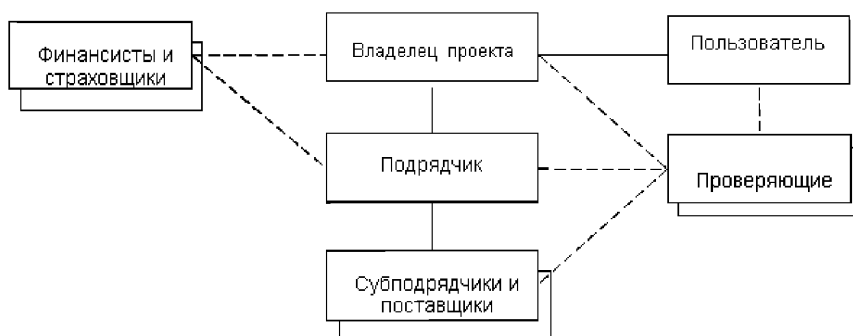 Финансисты и
страховщики
Владелец проекта
Пользователь
Подрядчик
Проверяющие
Субподрядчики и
поставщики